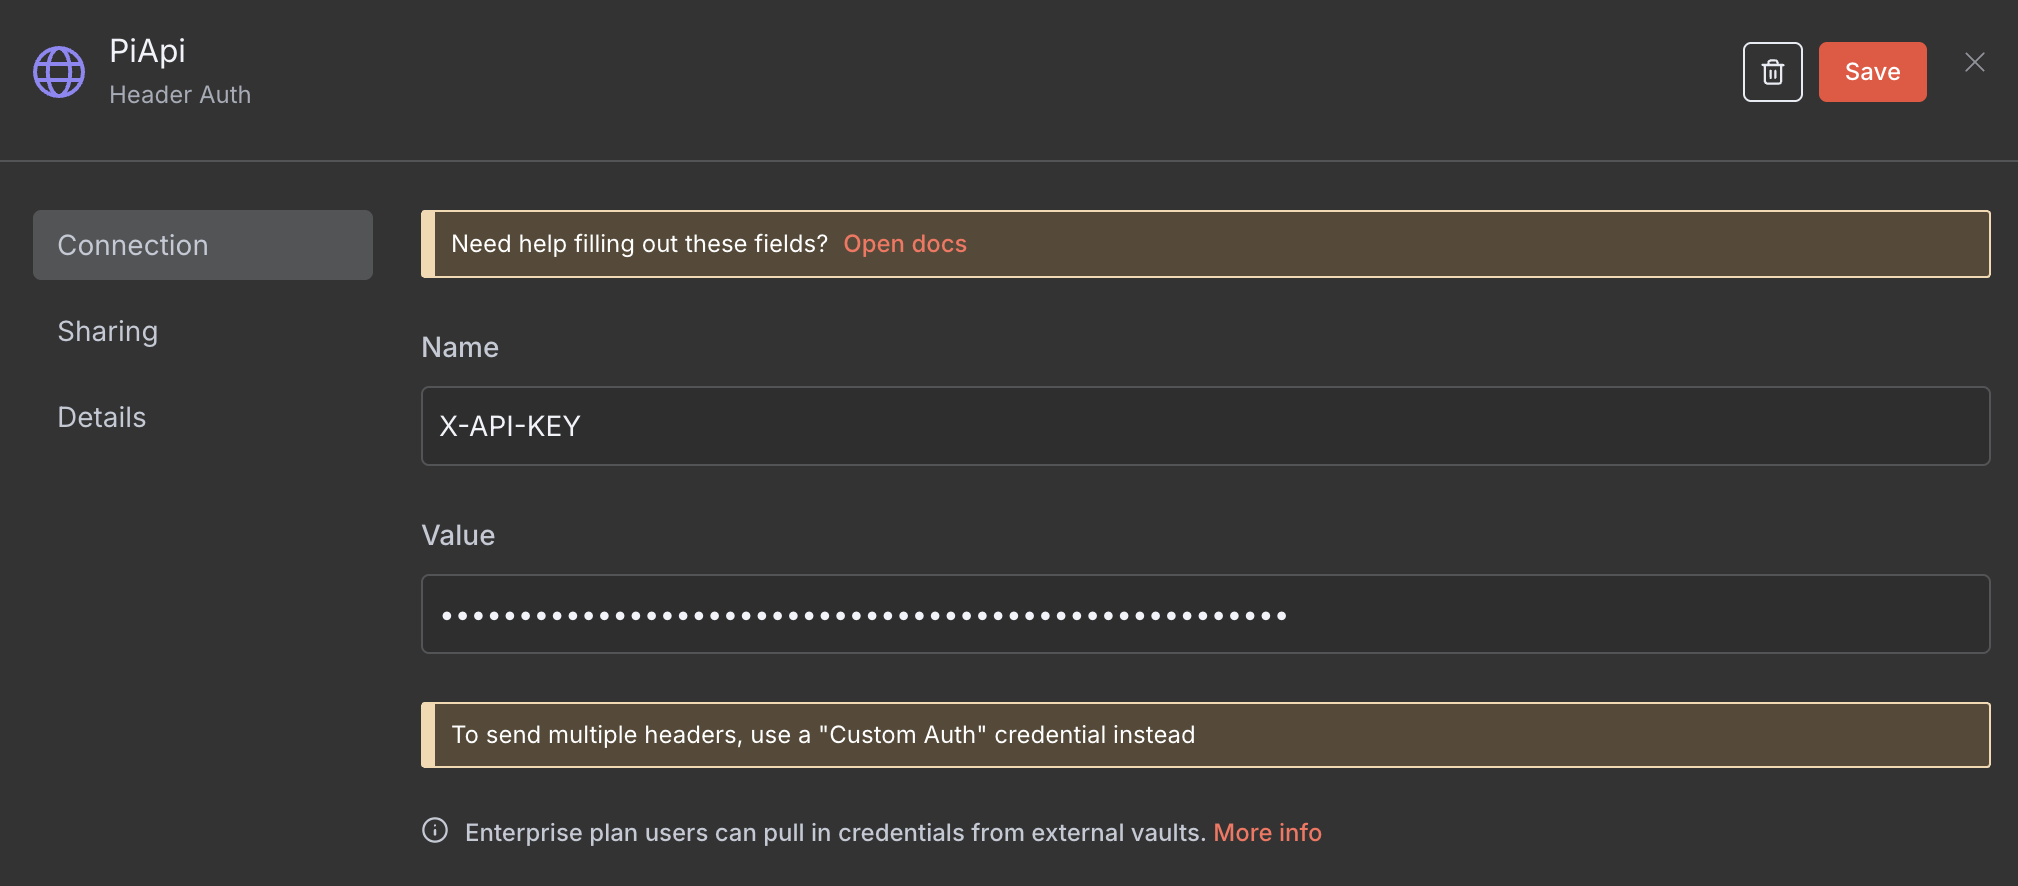 PiApi
Header Auth
Save
Connection
Sharing
Details
Need help filling out these fields? Open docs
Name
X-API-KEY
Value
••••••••••••••••••••••••••••••••••••••••••••••••••••••
To send multiple headers, use a "Custom Auth" credential instead
Enterprise plan users can pull in credentials from external vaults. More info